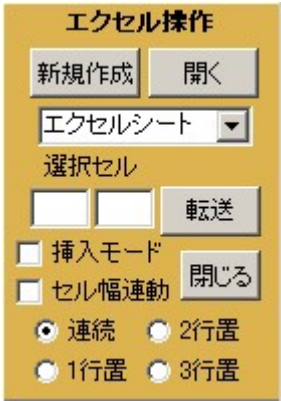 エクセル操作
新規作成 開く
エクセルシート
選択セル
転送
挿入モード
閉じる
セル幅連動
連続 2行置
1行置 3行置